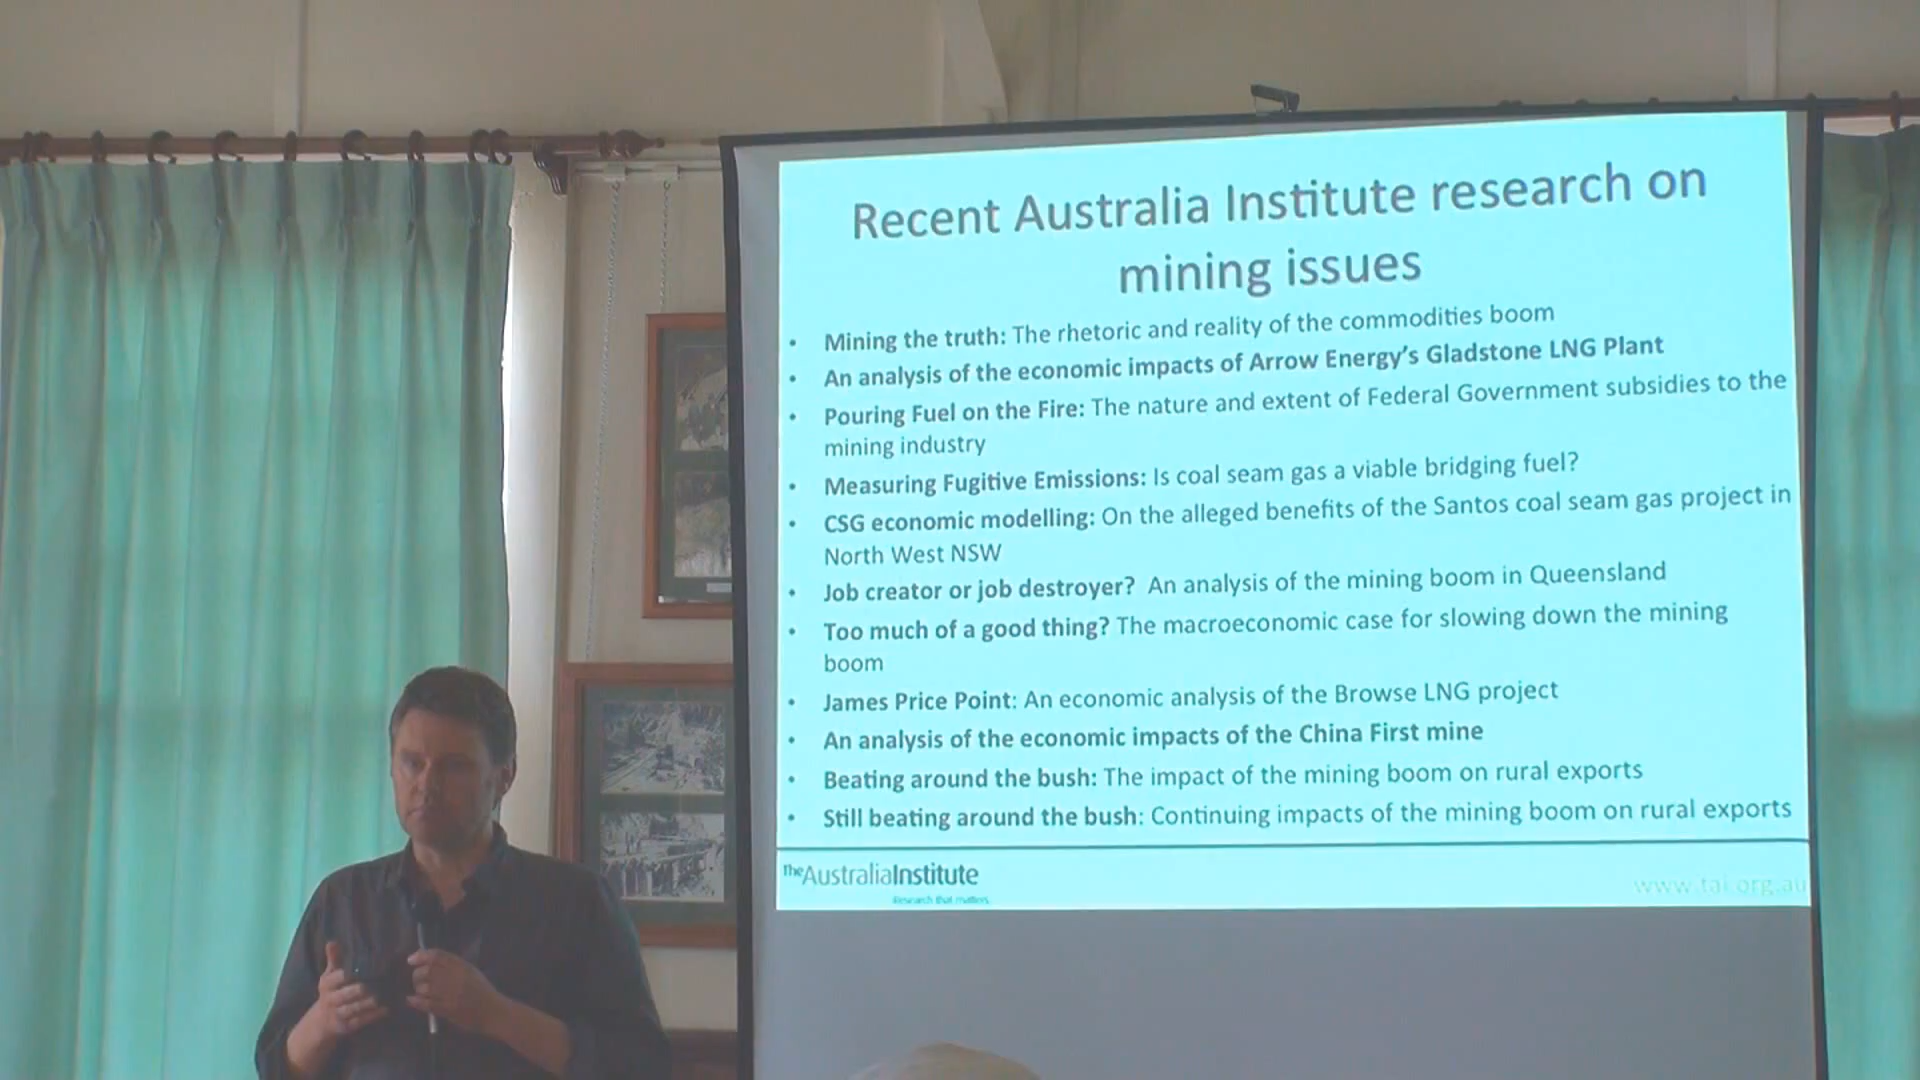 Recent Australia Institute research on
mining issues
• Mining the truth: The rhetoric and reality of the commodities boom
• An analysis of the economic impacts of Arrow Energy's Gladstone LNG Plant
• Pouring Fuel on the Fire: The nature and extent of Federal Government subsidies to the
mining industry
• Measuring Fugitive Emissions: Is coal seam gas a viable bridging fuel?
• CSG economic modelling: On the alleged benefits of the Santos coal seam gas project in
North West NSW
• Job creator or job destroyer? An analysis of the mining boom in Queensland
• Too much of a good thing? The macroeconomic case for slowing down the mining
boom
• James Price Point: An economic analysis of the Browse LNG project
• An analysis of the economic impacts of the China First mine
• Beating around the bush: The impact of the mining boom on rural exports
• Still beating around the bush: Continuing impacts of the mining boom on rural exports
The AustraliaInstitute
Research that matters.
www.tai.org.au